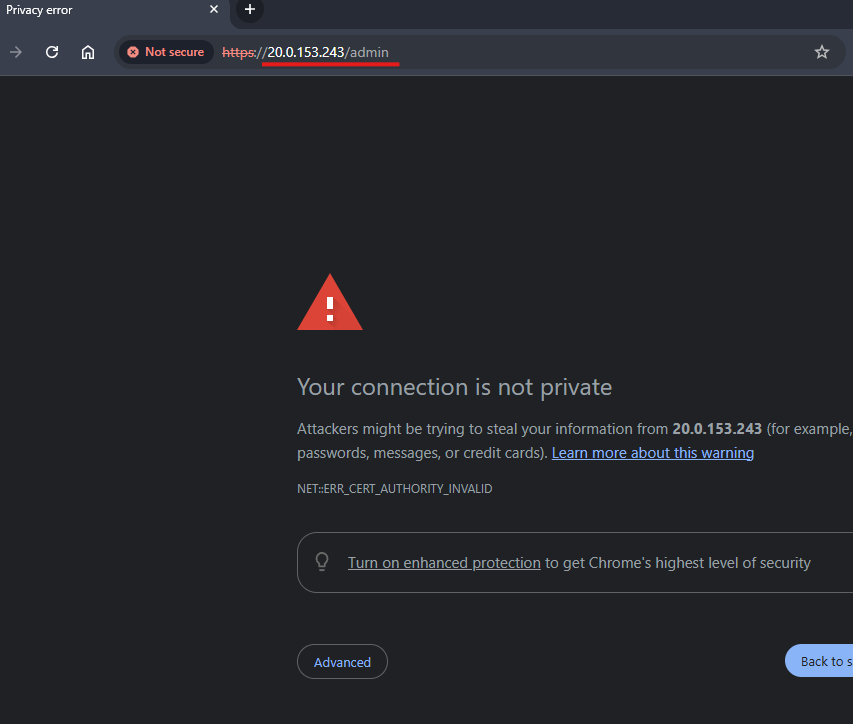 Privacy error
Not secure https://20.0.153.243/admin
Your connection is not private
Attackers might be trying to steal your information from 20.0.153.243 (for example,
passwords, messages, or credit cards). Learn more about this warning
NET::ERR_CERT_AUTHORITY_INVALID
Turn on enhanced protection to get Chrome's highest level of security
Advanced
Back to s